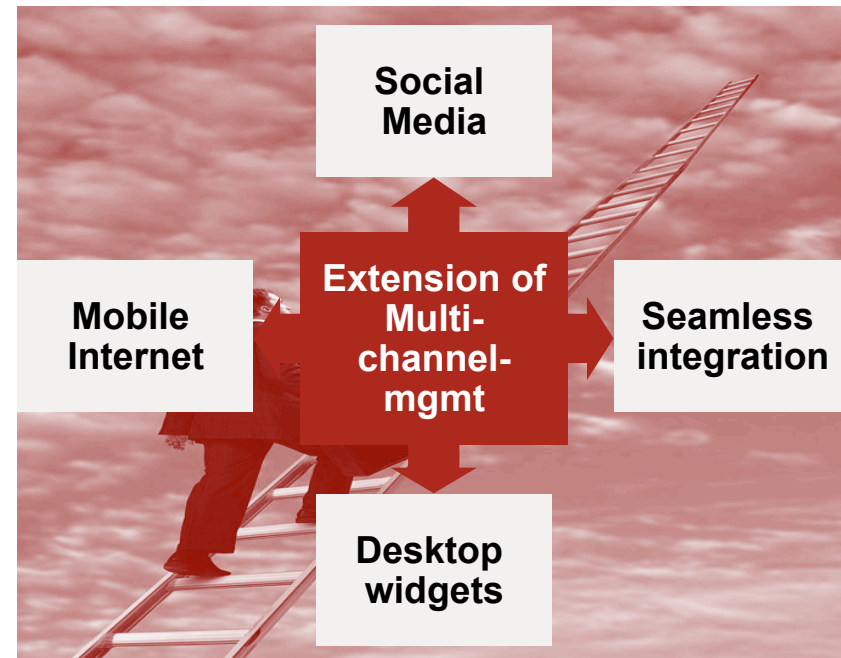 Social
Media
Extension of
Multi-
channel-
mgmt
Mobile
Internet
Seamless
integration
Desktop
widgets